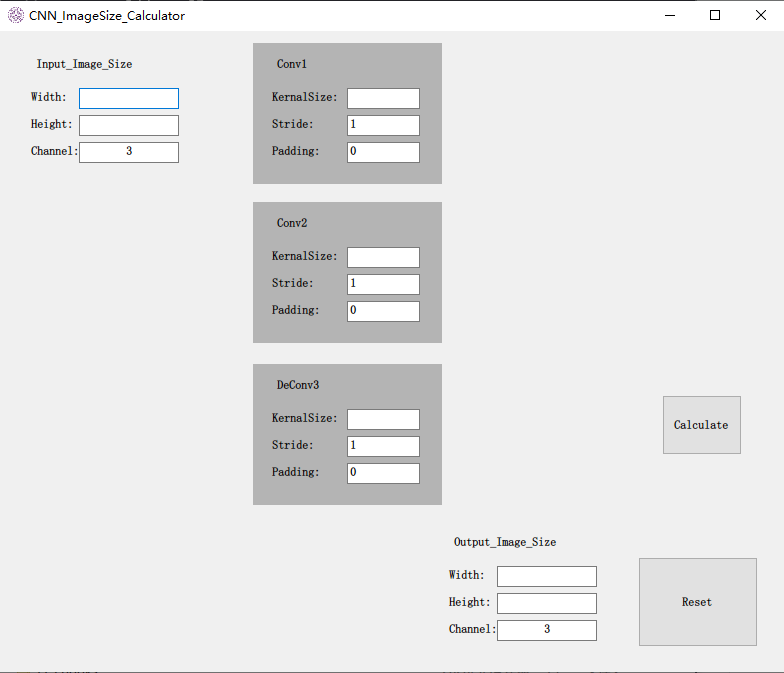 CNN_ImageSize_Calculator
Input_Image_Size
Width:
Height:
Channel: 3
Conv1
KernalSize:
Stride: 1
Padding: 0
Conv2
KernalSize:
Stride: 1
Padding: 0
DeConv3
KernalSize:
Stride: 1
Padding: 0
Calculate
Output_Image_Size
Width:
Height:
Channel: 3
Reset